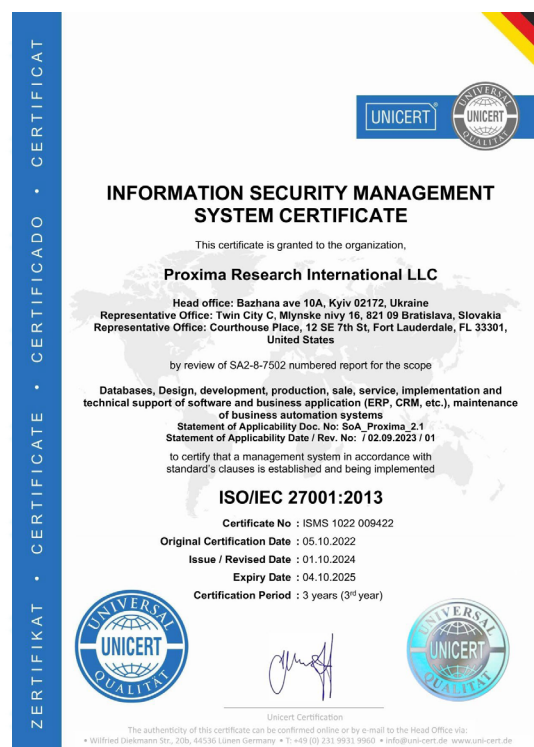 ZERTIFIKAT • CERTIFICATE • CERTIFICADO • CERTIFICAT
UNICERT
UNIVERSAL
UNICERT
QUALITÄT
INFORMATION SECURITY MANAGEMENT
SYSTEM CERTIFICATE
This certificate is granted to the organization,
Proxima Research International LLC
Head office: Bazhana ave 10A, Kyiv 02172, Ukraine
Representative Office: Twin City C, Mlynske nivy 16, 821 09 Bratislava, Slovakia
Representative Office: Courthouse Place, 12 SE 7th St, Fort Lauderdale, FL 33301,
United States
by review of SA2-8-7502 numbered report for the scope
Databases, Design, development, production, sale, service, implementation and
technical support of software and business application (ERP, CRM, etc.), maintenance
of business automation systems
Statement of Applicability Doc. No: SoA_Proxima_2.1
Statement of Applicability Date / Rev. No: / 02.09.2023 / 01
to certify that a management system in accordance with
standard's clauses is established and being implemented
ISO/IEC 27001:2013
Certificate No : ISMS 1022 009422
Original Certification Date : 05.10.2022
Issue / Revised Date : 01.10.2024
Expiry Date : 04.10.2025
Certification Period : 3 years (3rd year)
UNIVERSAL
UNICERT
QUALITÄT
UNIVERSAL
UNICERT
QUALITÄT
Unicert Certification
The authenticity of this certificate can be confirmed online or by e-mail to the Head Office via:
• Wilfried Diekmann Str., 20b, 44536 Lünen Germany • T: +49 (0) 231 9931 9960 • info@uni-cert.de www.uni-cert.de